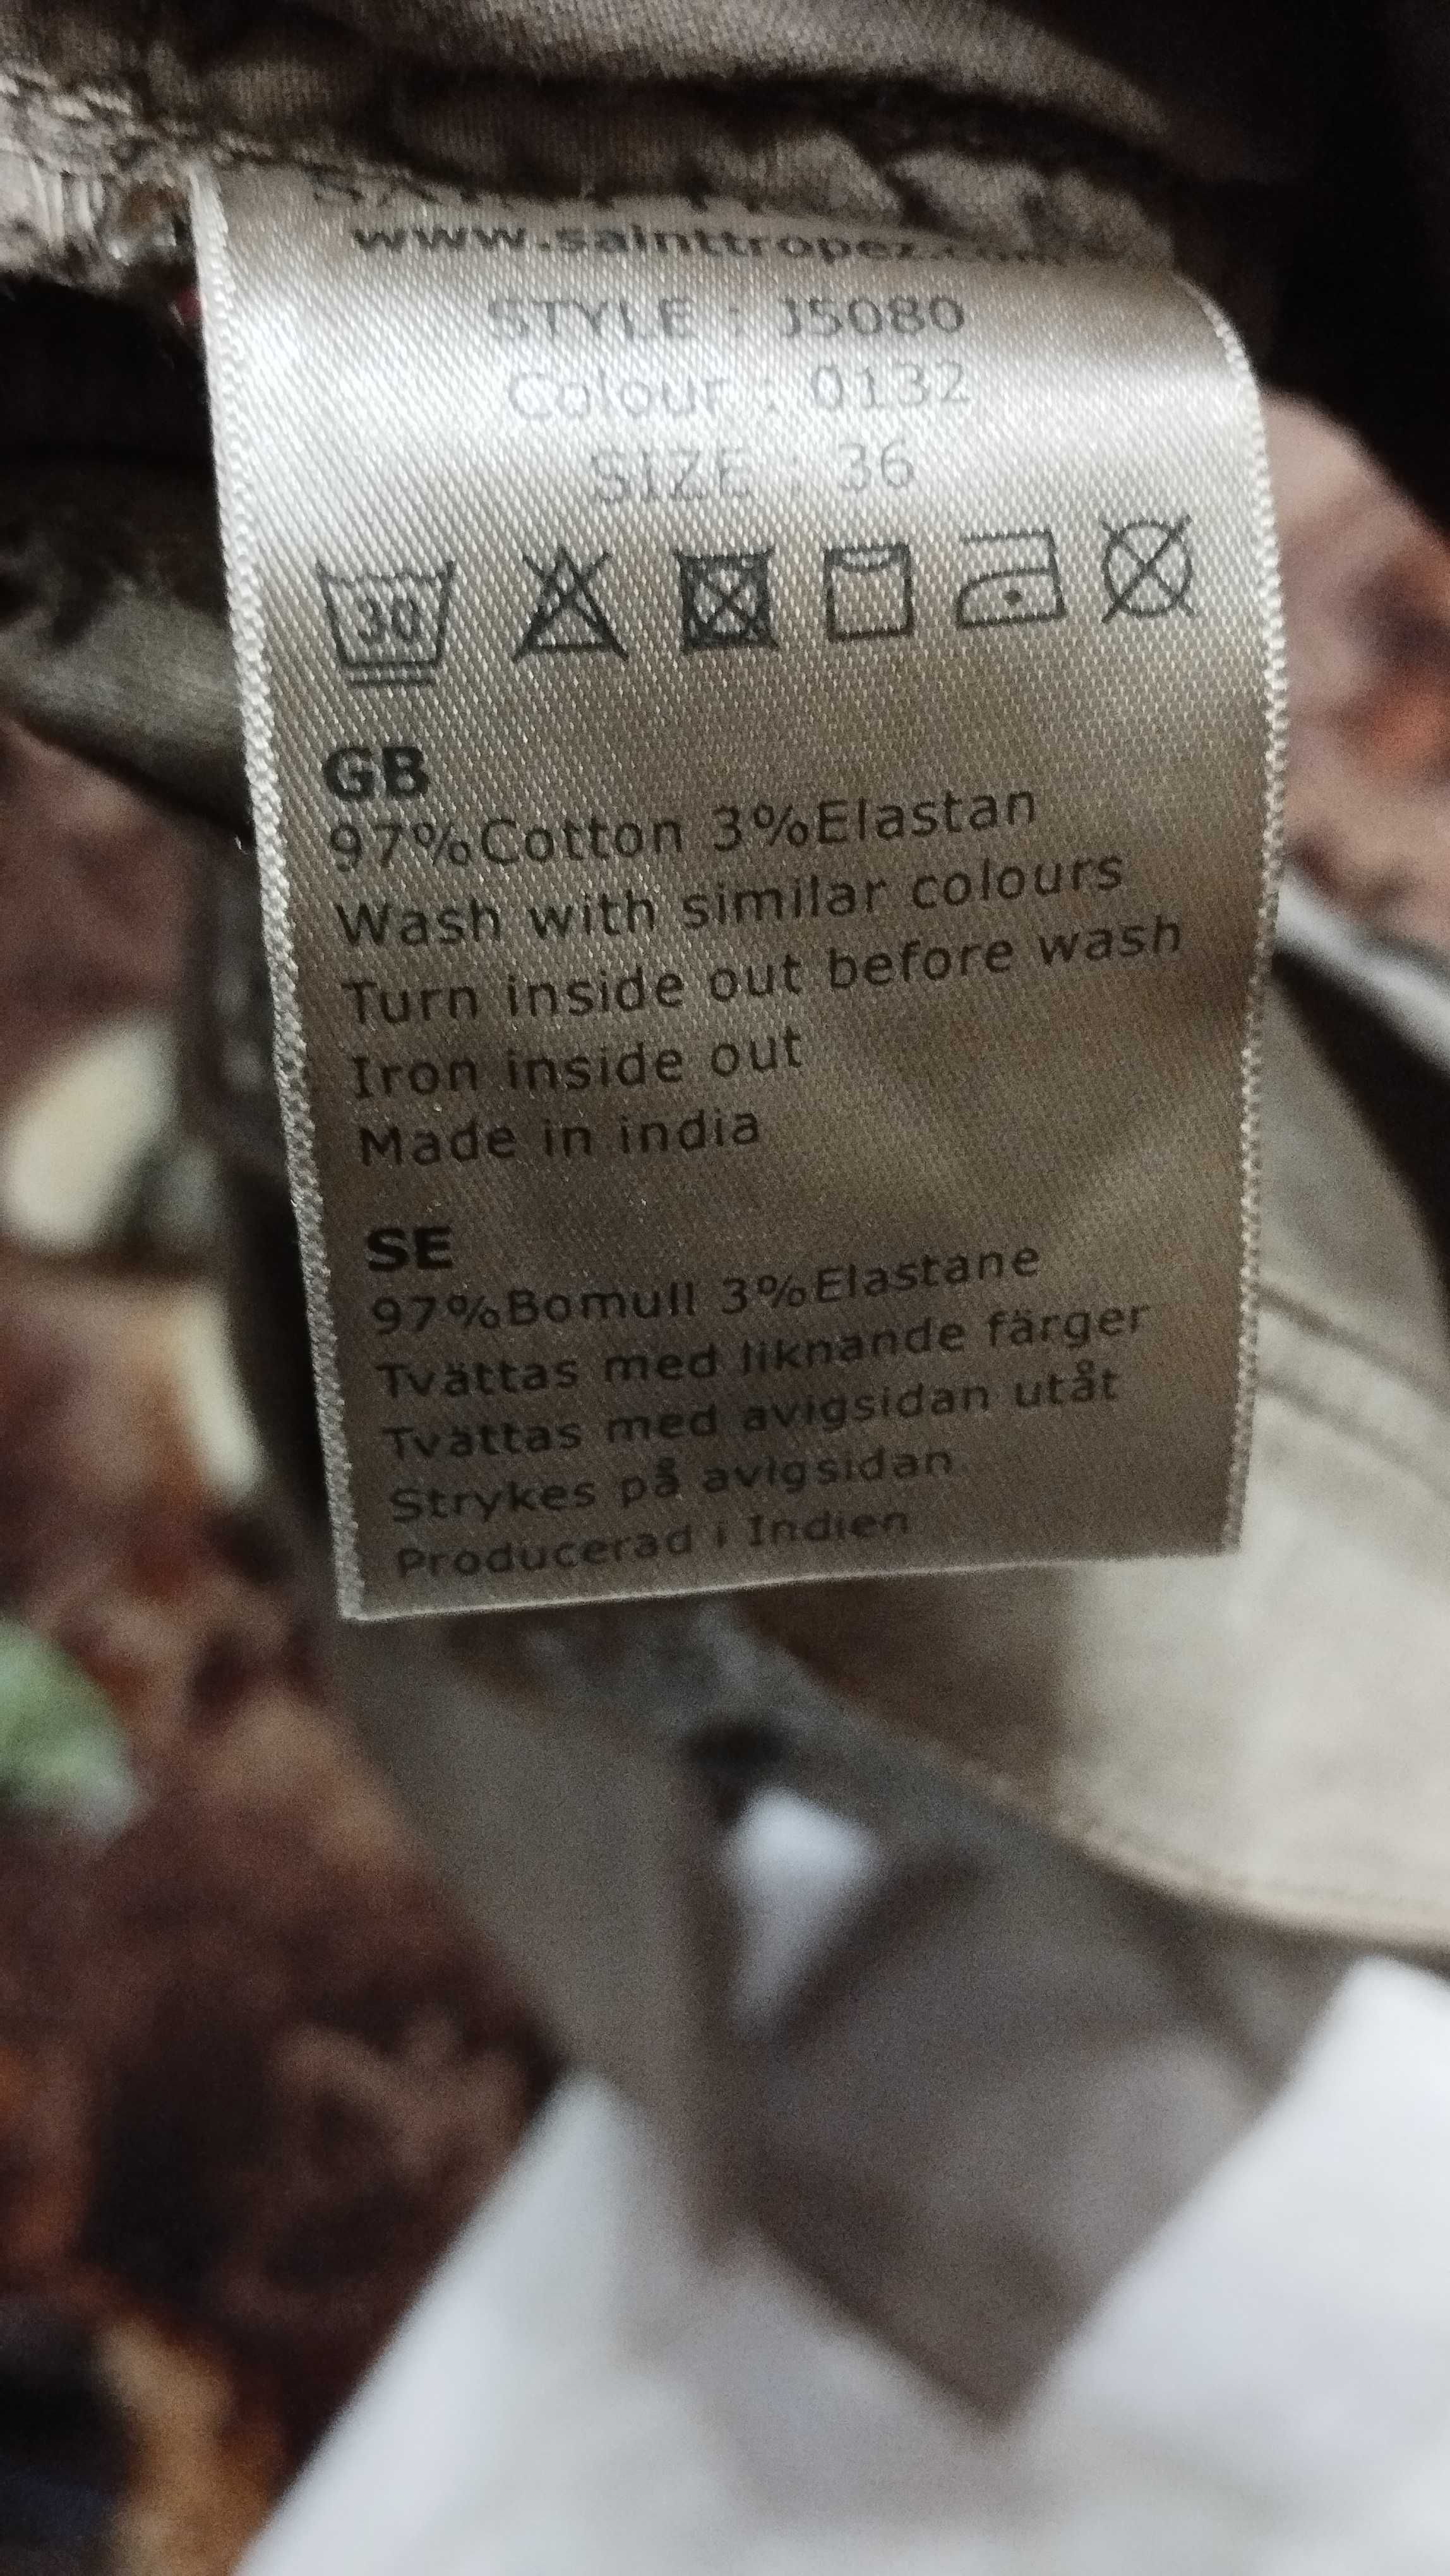 www.sainttropez.com
STYLE : J5080
Colour : 0132
SIZE : 36
30
GB
97%Cotton 3%Elastan
Wash with similar colours
Turn inside out before wash
Iron inside out
Made in india
SE
97%Bomull 3%Elastane
Tvättas med liknande färger
Tvättas med avigsidan utåt
Strykes på avigsidan
Producerad i Indien